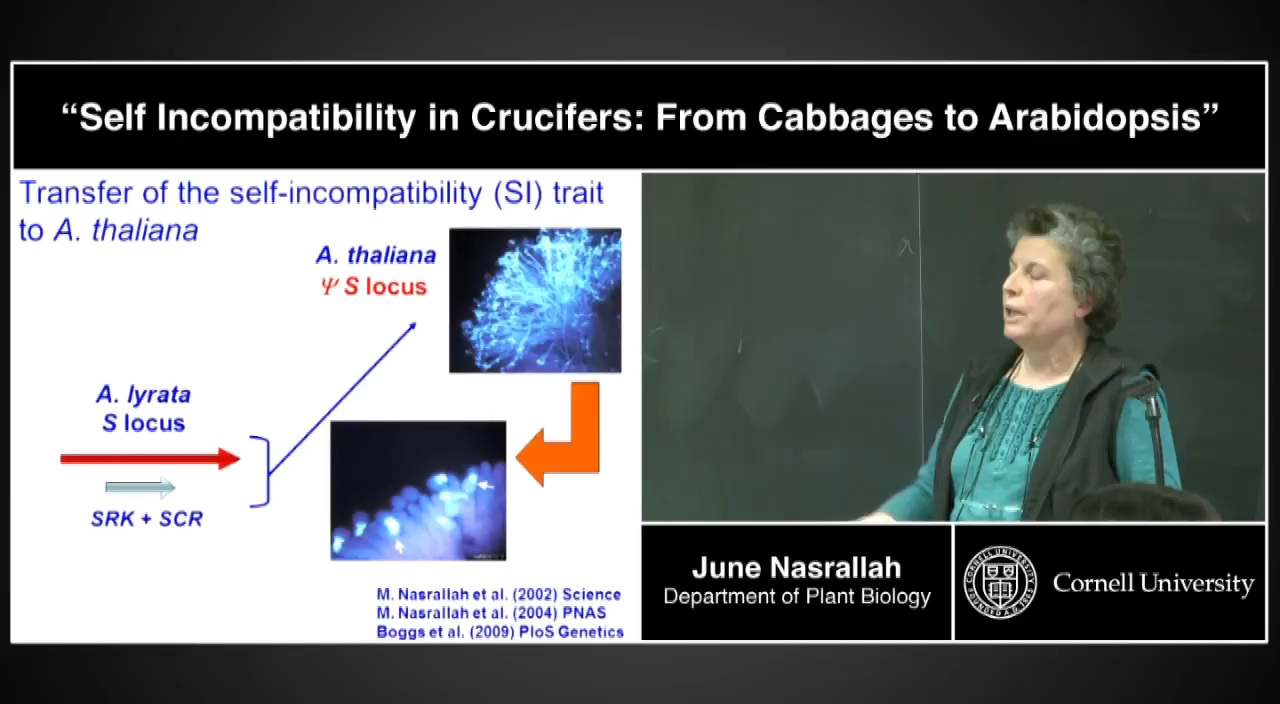 “Self Incompatibility in Crucifers: From Cabbages to Arabidopsis”
Transfer of the self-incompatibility (SI) trait
to A. thaliana
A. thaliana
Ψ S locus
A. lyrata
S locus
SRK + SCR
M. Nasrallah et al. (2002) Science
M. Nasrallah et al. (2004) PNAS
Boggs et al. (2009) PloS Genetics
June Nasrallah
Department of Plant Biology
Cornell University